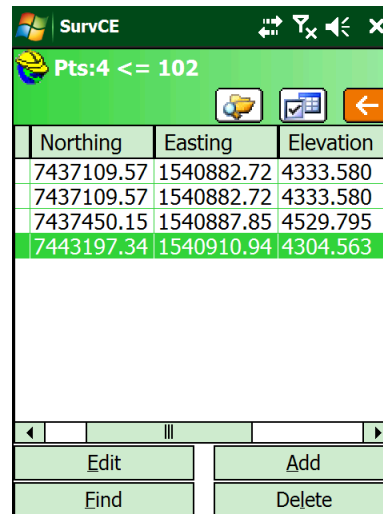 SurvCE
Pts:4 <= 102
Northing Easting Elevation
7437109.57 1540882.72 4333.580
7437109.57 1540882.72 4333.580
7437450.15 1540887.85 4529.795
7443197.34 1540910.94 4304.563
Edit Add
Find Delete